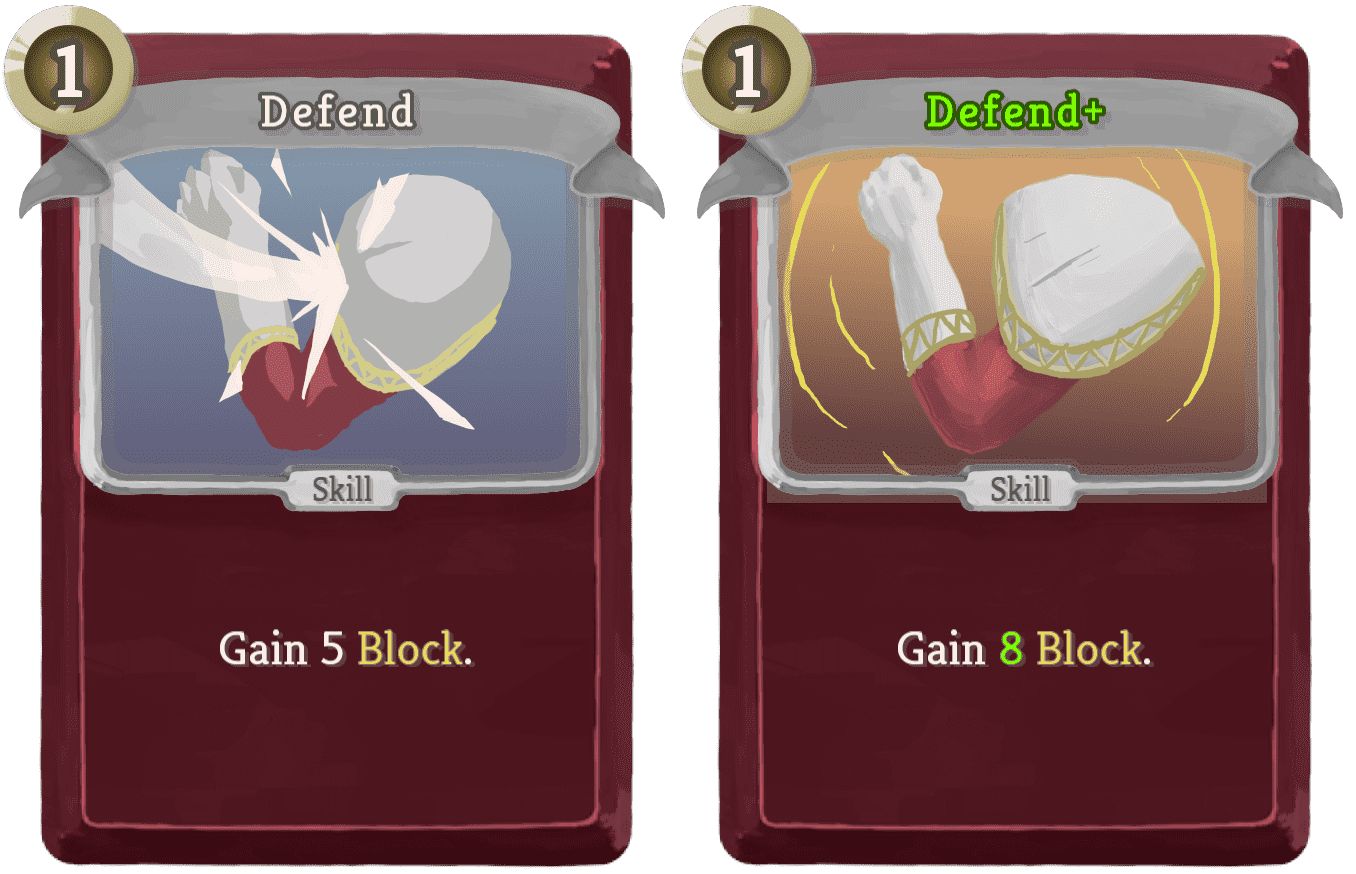 1
Defend
Skill
Gain 5 Block.
1
Defend+
Skill
Gain 8 Block.